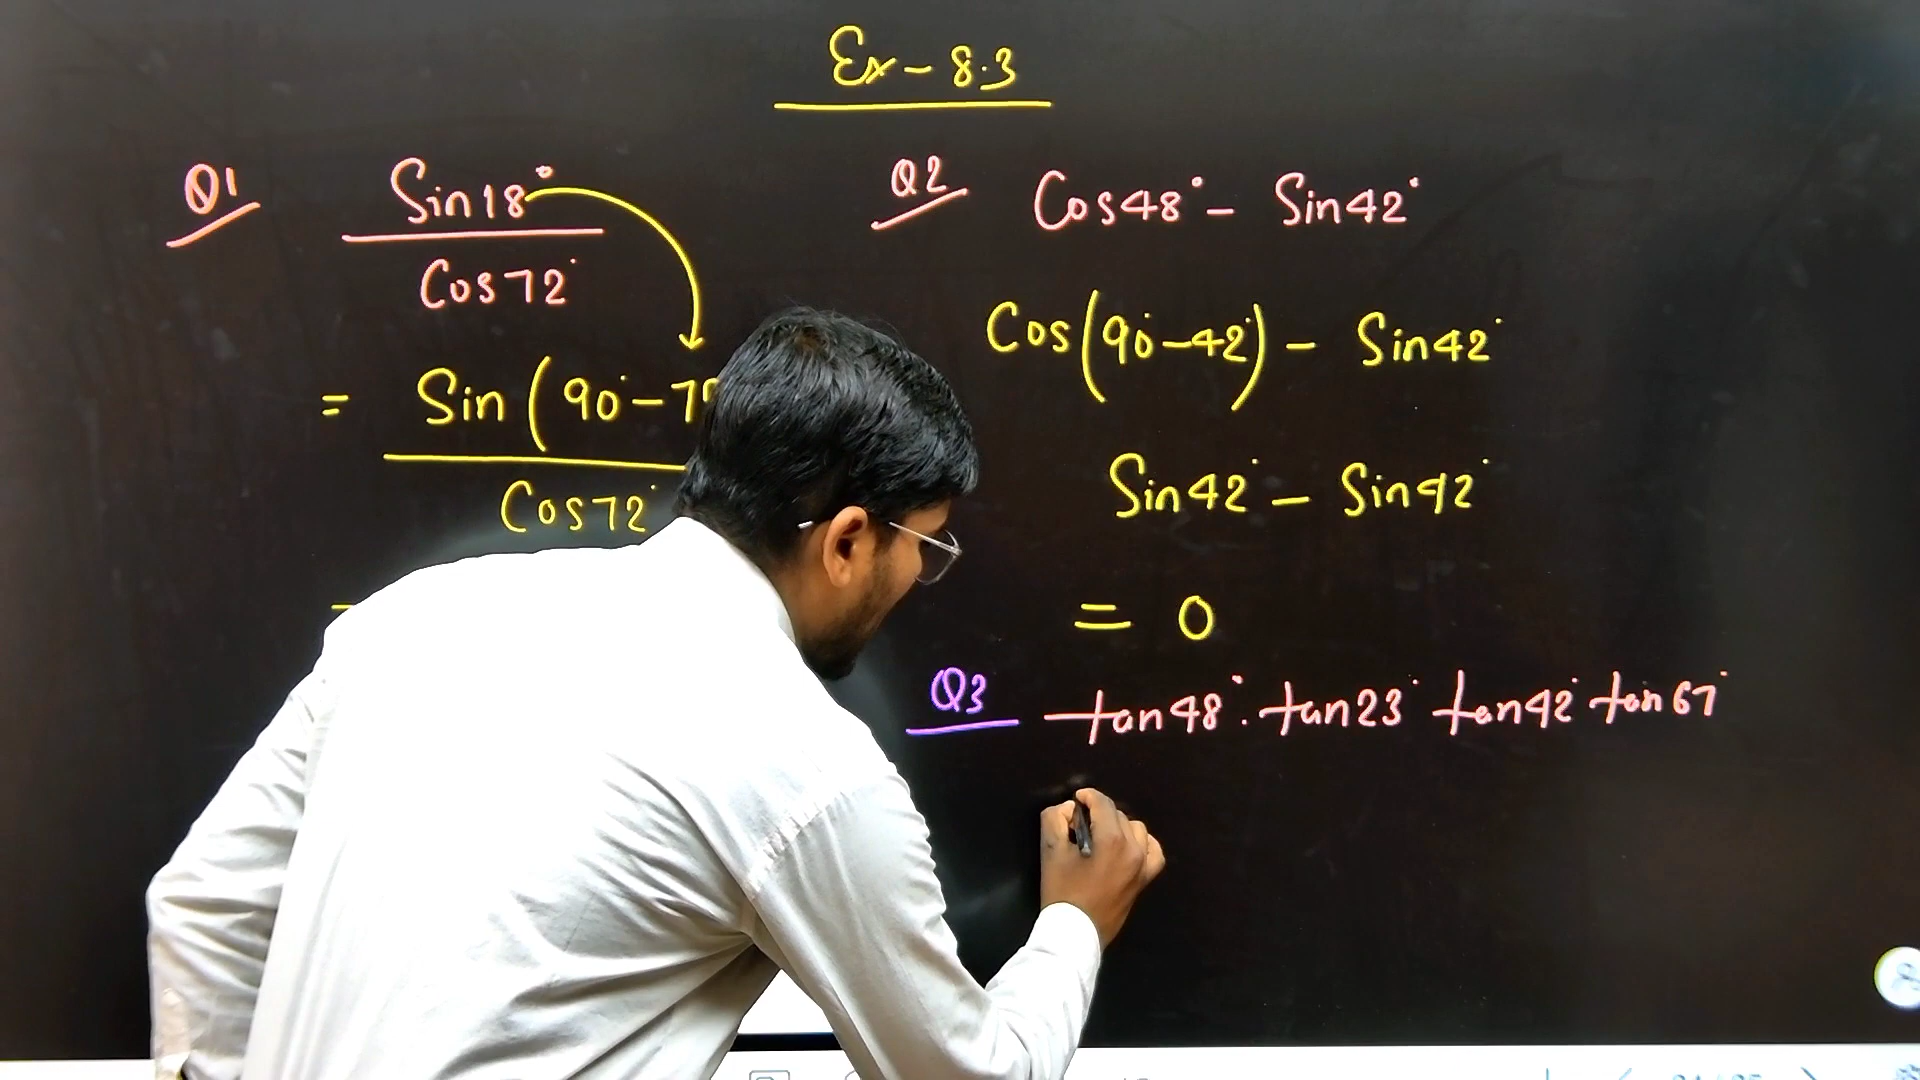 Ex - 8.3
Q1
Sin18°
Cos72°
= Sin (90°-7
Cos72°
Q2 Cos48° - Sin42°
Cos(90°-42°) - Sin42°
Sin42° - Sin42°
= 0
Q3 tan48° . tan23° tan42° tan67°